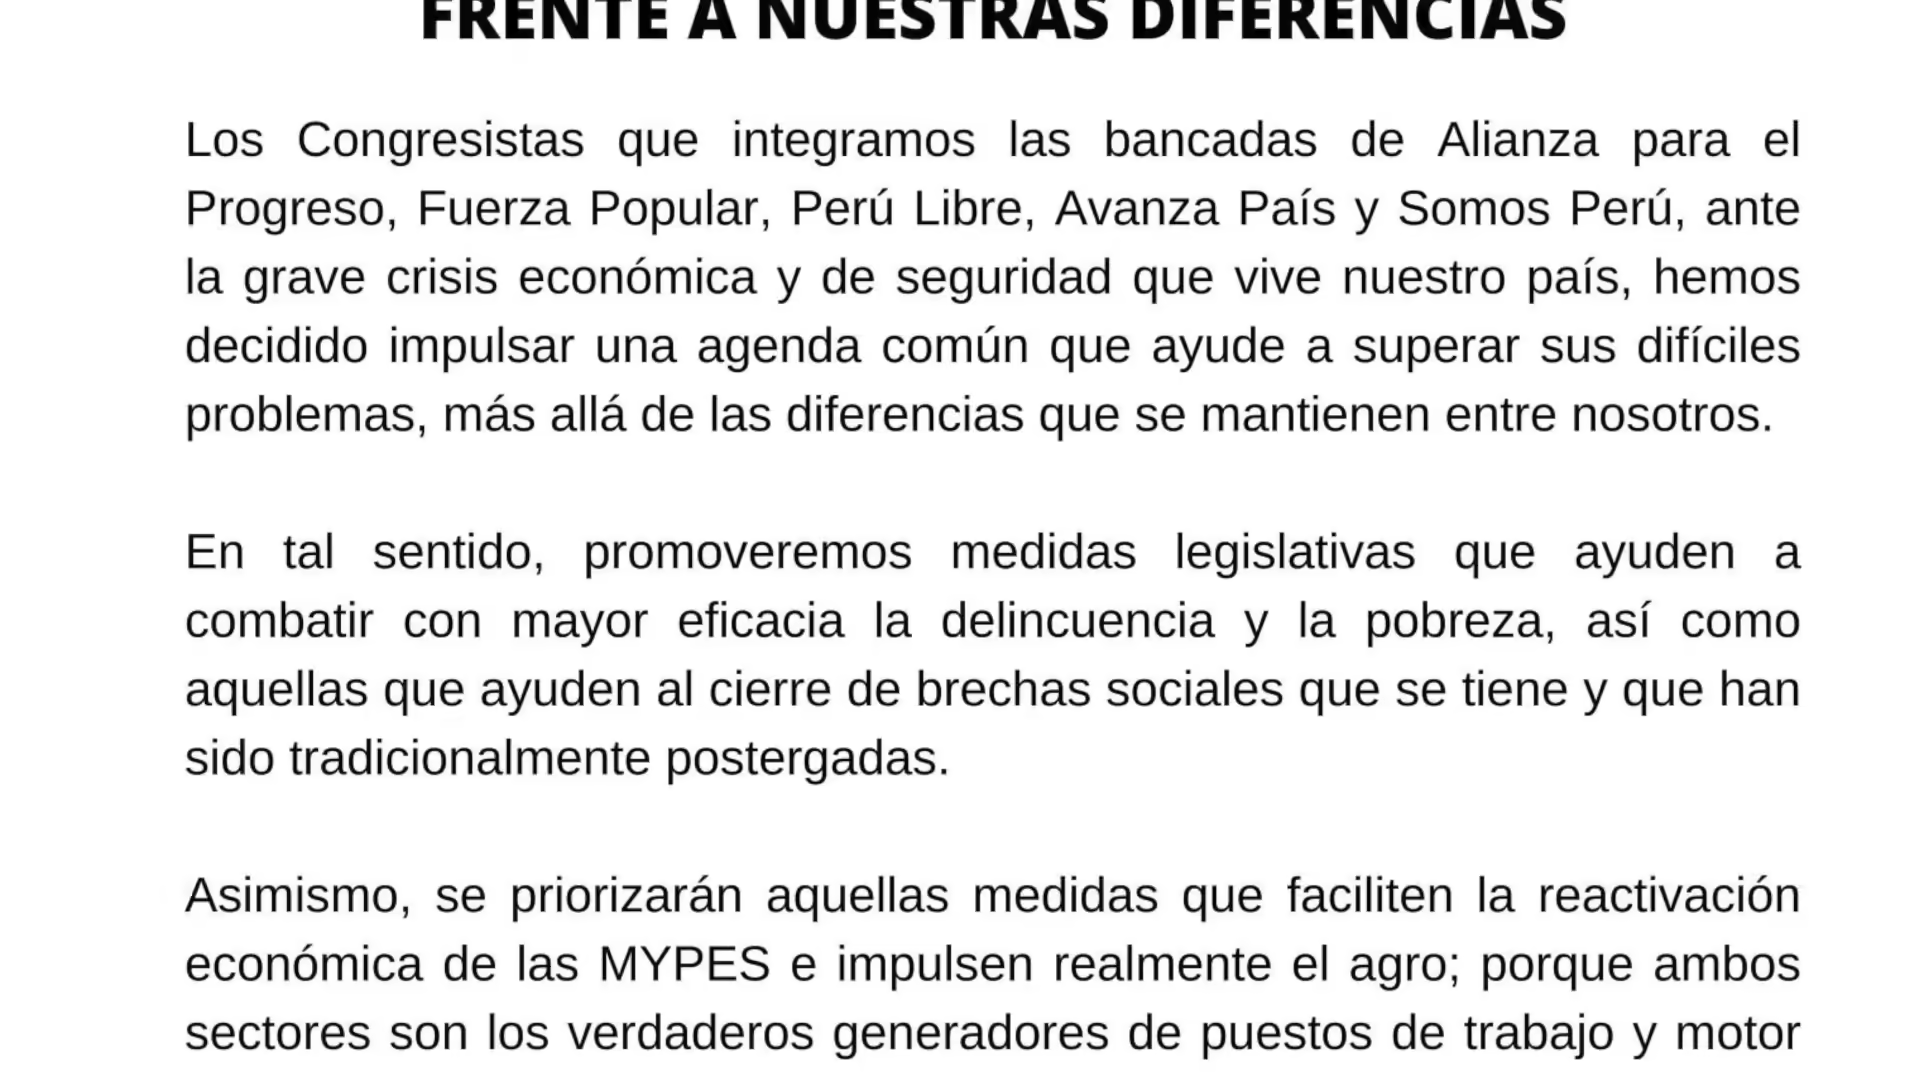 FRENTE A NUESTRAS DIFERENCIAS
Los Congresistas que integramos las bancadas de Alianza para el
Progreso, Fuerza Popular, Perú Libre, Avanza País y Somos Perú, ante
la grave crisis económica y de seguridad que vive nuestro país, hemos
decidido impulsar una agenda común que ayude a superar sus difíciles
problemas, más allá de las diferencias que se mantienen entre nosotros.
En tal sentido, promoveremos medidas legislativas que ayuden a
combatir con mayor eficacia la delincuencia y la pobreza, así como
aquellas que ayuden al cierre de brechas sociales que se tiene y que han
sido tradicionalmente postergadas.
Asimismo, se priorizarán aquellas medidas que faciliten la reactivación
económica de las MYPES e impulsen realmente el agro; porque ambos
sectores son los verdaderos generadores de puestos de trabajo y motor